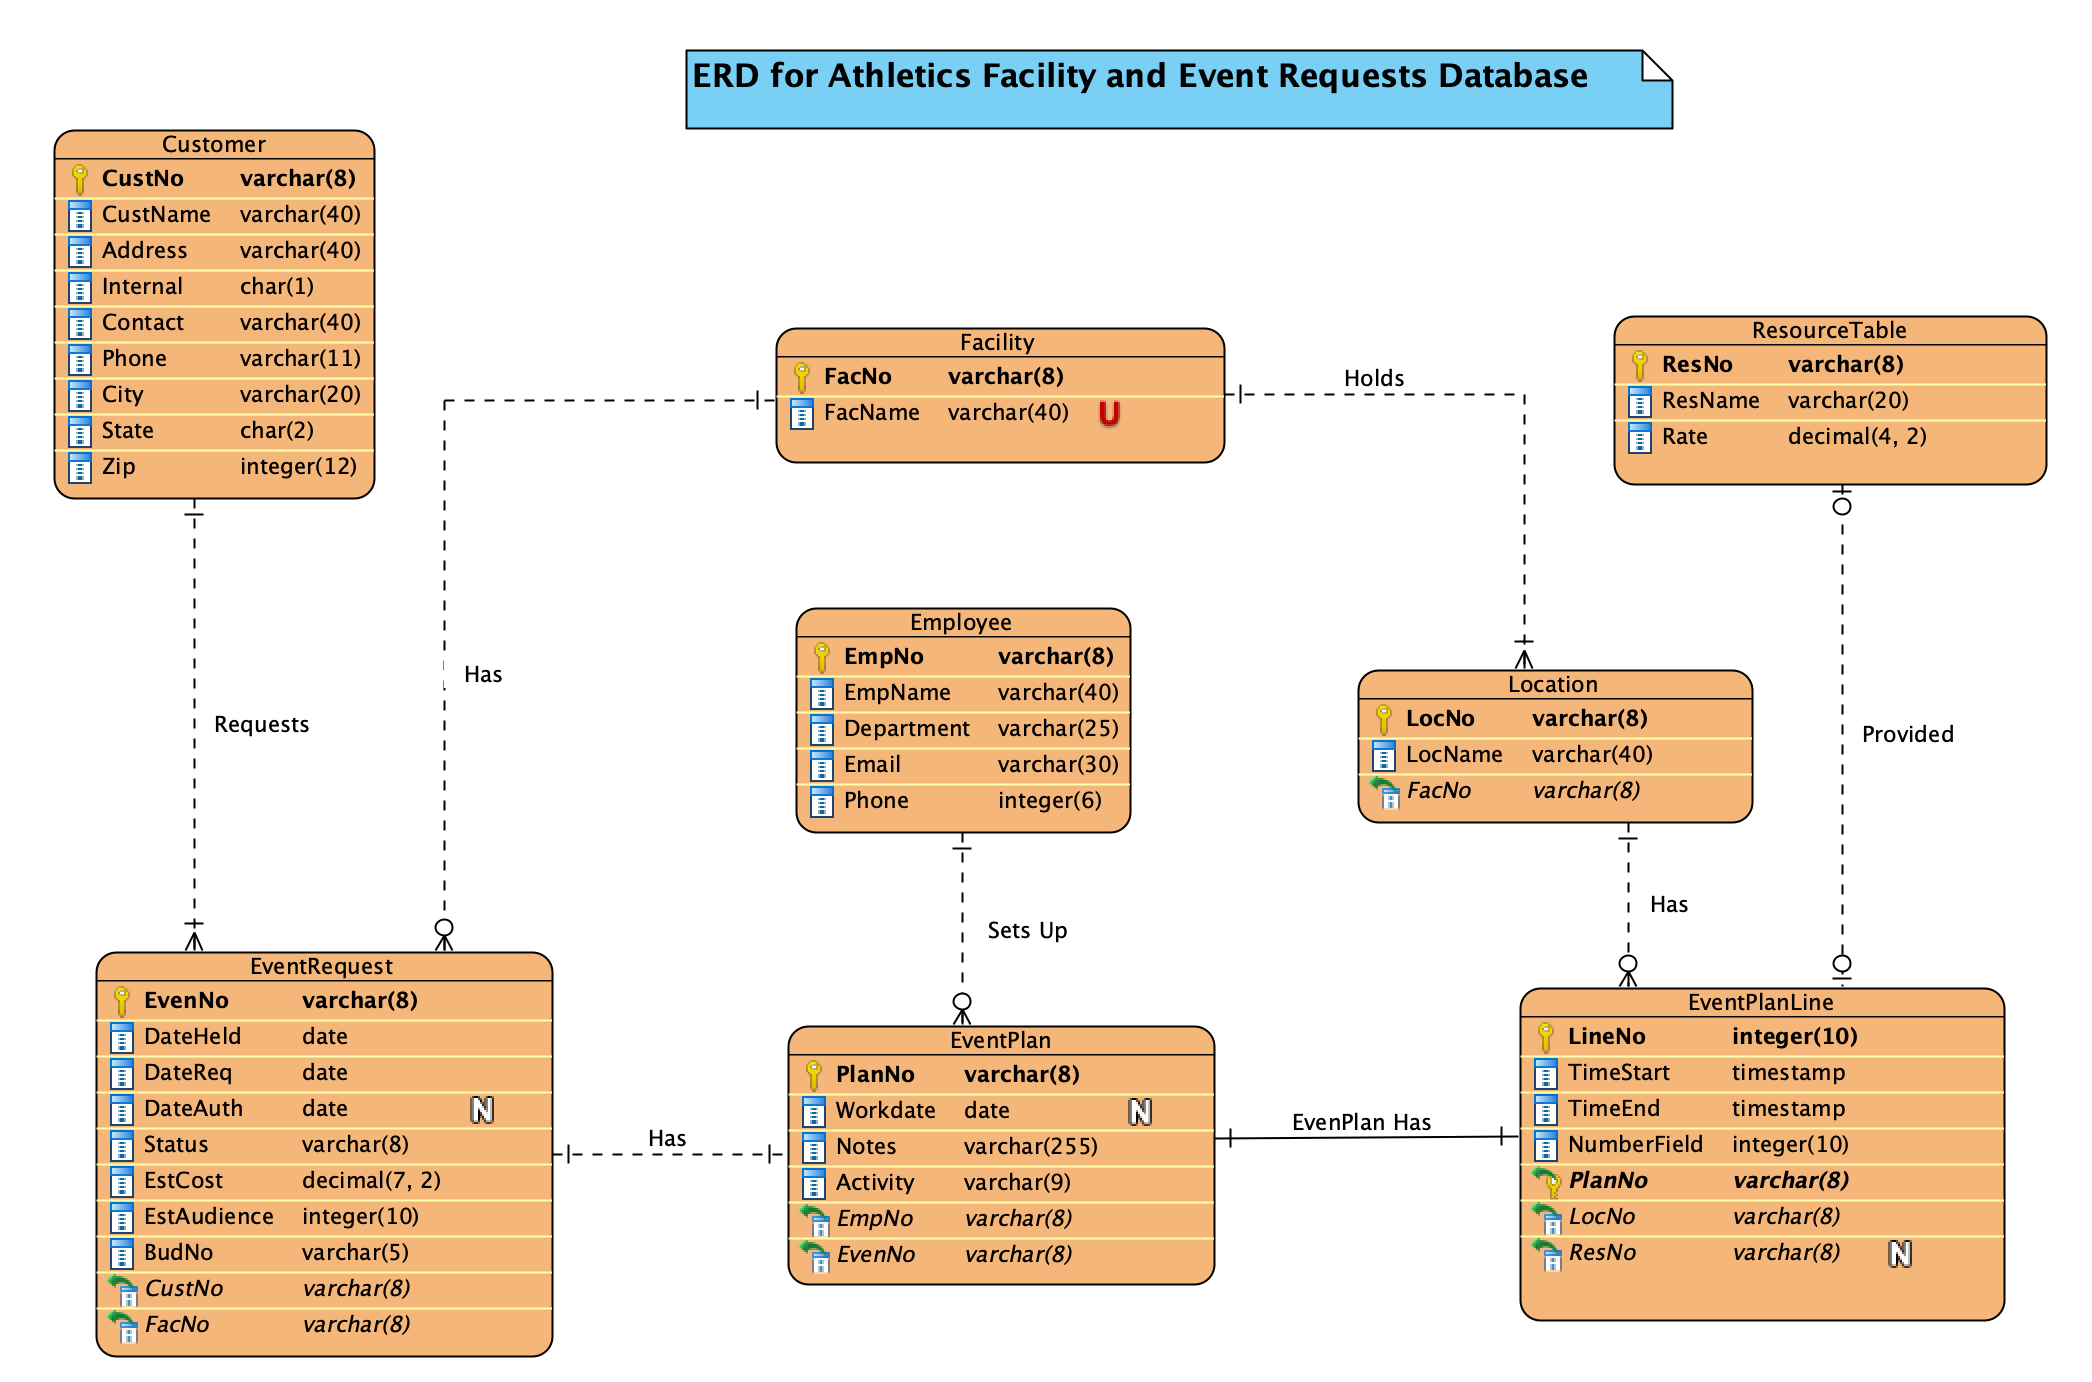 ERD for Athletics Facility and Event Requests Database
Customer
CustNo varchar(8)
CustName varchar(40)
Address varchar(40)
Internal char(1)
Contact varchar(40)
Phone varchar(11)
City varchar(20)
State char(2)
Zip integer(12)
Facility
FacNo varchar(8)
FacName varchar(40) U
Holds
ResourceTable
ResNo varchar(8)
ResName varchar(20)
Rate decimal(4, 2)
Requests
Has
Employee
EmpNo varchar(8)
EmpName varchar(40)
Department varchar(25)
Email varchar(30)
Phone integer(6)
Location
LocNo varchar(8)
LocName varchar(40)
FacNo varchar(8)
Provided
Sets Up
Has
EventRequest
EvenNo varchar(8)
DateHeld date
DateReq date
DateAuth date N
Status varchar(8)
EstCost decimal(7, 2)
EstAudience integer(10)
BudNo varchar(5)
CustNo varchar(8)
FacNo varchar(8)
Has
EventPlan
PlanNo varchar(8)
Workdate date N
Notes varchar(255)
Activity varchar(9)
EmpNo varchar(8)
EvenNo varchar(8)
EvenPlan Has
EventPlanLine
LineNo integer(10)
TimeStart timestamp
TimeEnd timestamp
NumberField integer(10)
PlanNo varchar(8)
LocNo varchar(8)
ResNo varchar(8) N